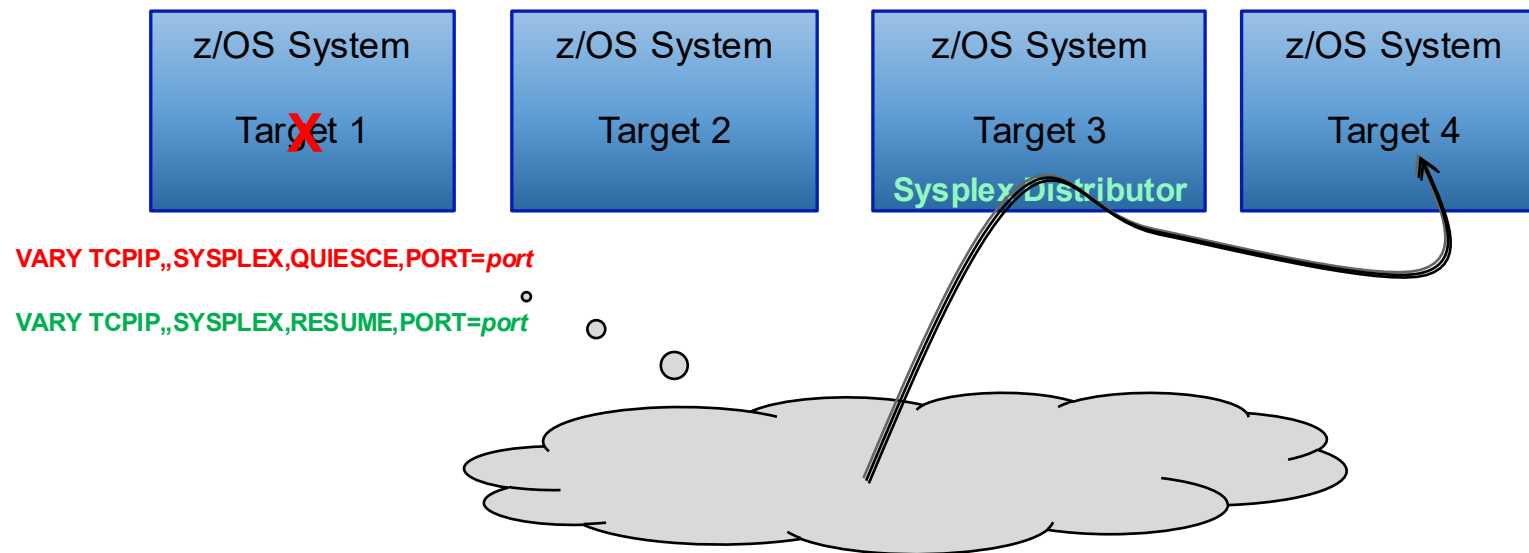 z/OS System
Target 1
X
z/OS System
Target 2
z/OS System
Target 3
Sysplex Distributor
z/OS System
Target 4
VARY TCPIP,,SYSPLEX,QUIESCE,PORT=port
VARY TCPIP,,SYSPLEX,RESUME,PORT=port